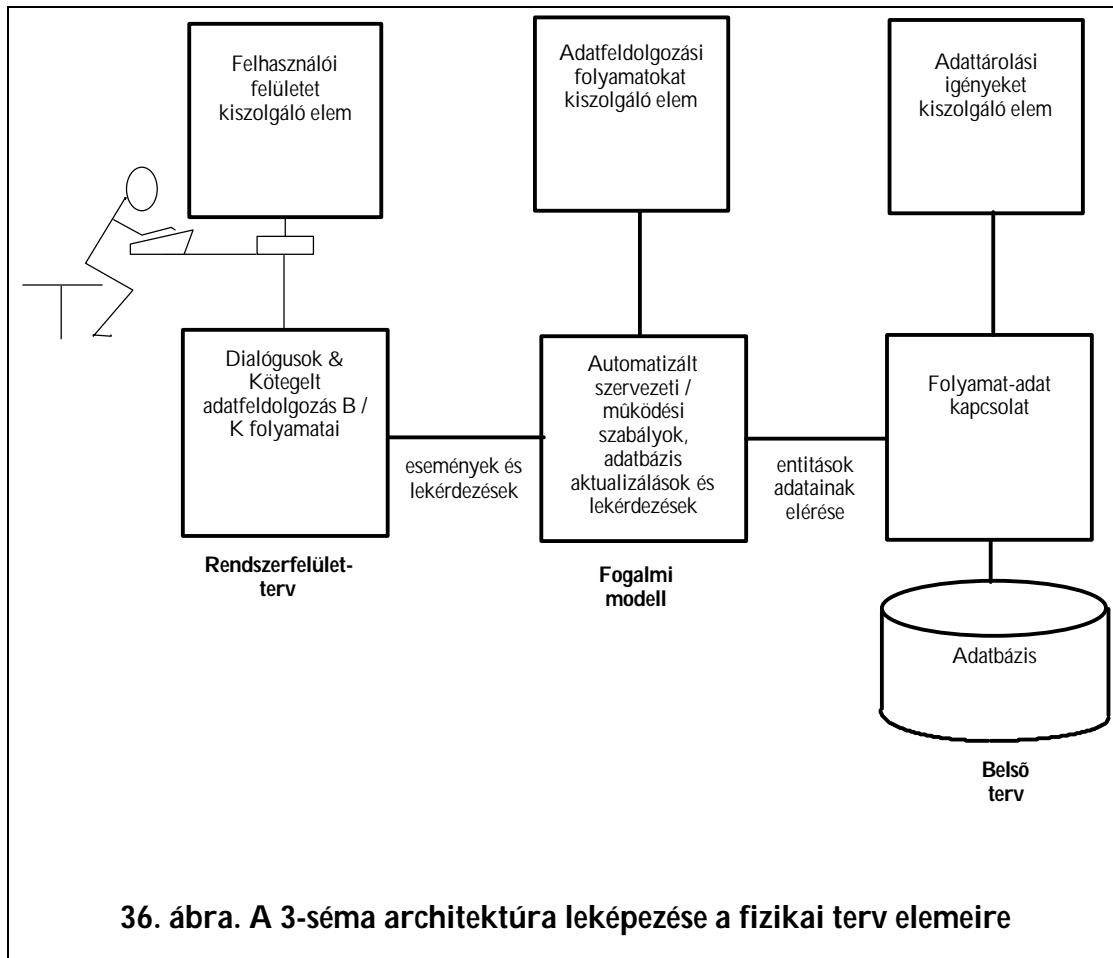 Felhasználói
felületet
kiszolgáló elem
Adatfeldolgozási
folyamatokat
kiszolgáló elem
Adattárolási
igényeket
kiszolgáló elem
Dialógusok &
Kötegelt
adatfeldolgozás B /
K folyamatai
események és
lekérdezések
Automatizált
szervezeti /
mûködési
szabályok,
adatbázis
aktualizálások és
lekérdezések
entitások
adatainak
elérése
Folyamat-adat
kapcsolat
Rendszerfelület-
terv
Fogalmi
modell
Adatbázis
Belsõ
terv
36. ábra. A 3-séma architektúra leképezése a fizikai terv elemeire